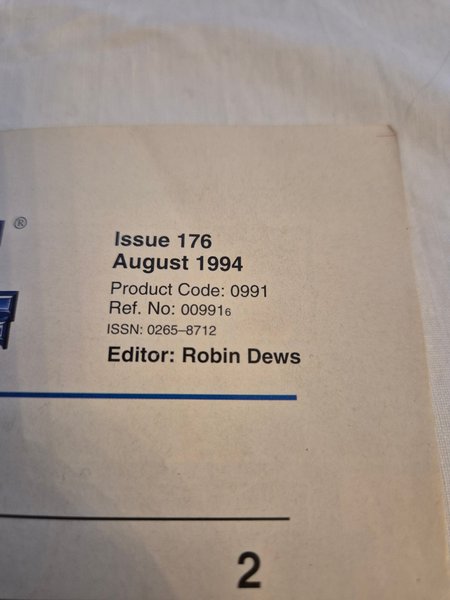 ®
Issue 176
August 1994
Product Code: 0991
Ref. No: 00991₆
ISSN: 0265–8712
Editor: Robin Dews
2